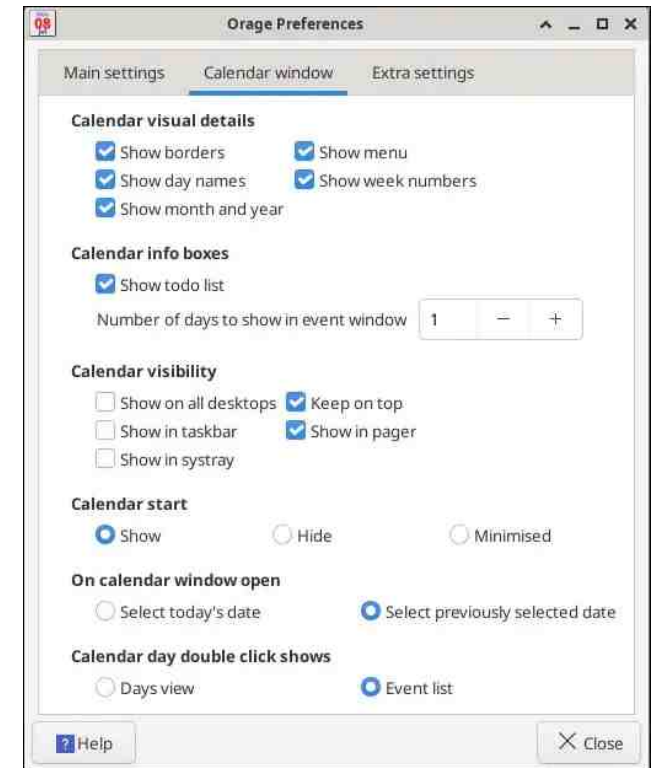 08
Orage Preferences
Main settings Calendar window Extra settings
Calendar visual details
Show borders Show menu
Show day names Show week numbers
Show month and year
Calendar info boxes
Show todo list
Number of days to show in event window 1 − +
Calendar visibility
Show on all desktops Keep on top
Show in taskbar Show in pager
Show in systray
Calendar start
Show Hide Minimised
On calendar window open
Select today's date Select previously selected date
Calendar day double click shows
Days view Event list
? Help Close